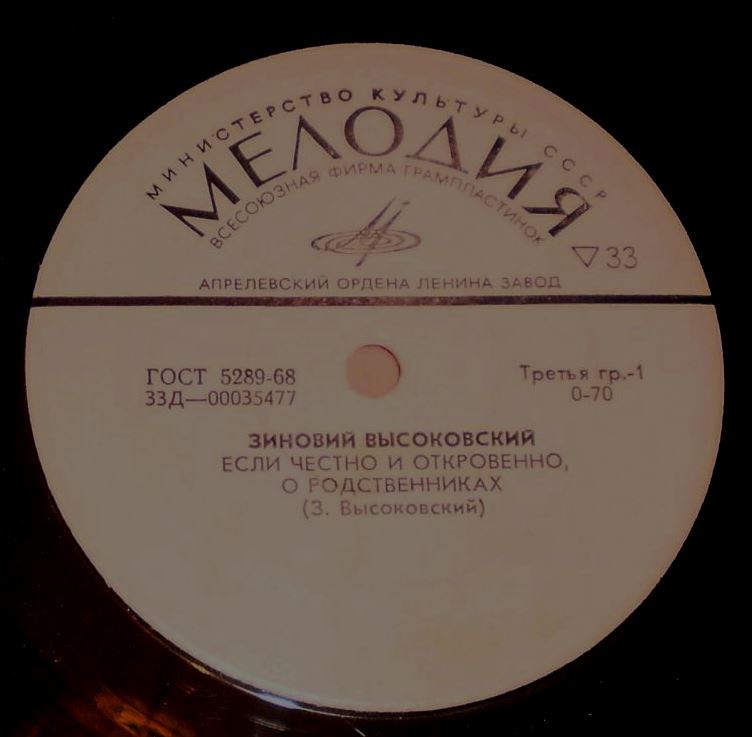 МИНИСТЕРСТВО КУЛЬТУРЫ СССР
МЕЛОДИЯ
ВСЕСОЮЗНАЯ ФИРМА ГРАМПЛАСТИНОК
▽33
АПРЕЛЕВСКИЙ ОРДЕНА ЛЕНИНА ЗАВОД
ГОСТ 5289-68
33Д—00035477
Третья гр.-1
0-70
ЗИНОВИЙ ВЫСОКОВСКИЙ
ЕСЛИ ЧЕСТНО И ОТКРОВЕННО,
О РОДСТВЕННИКАХ
(З. Высоковский)